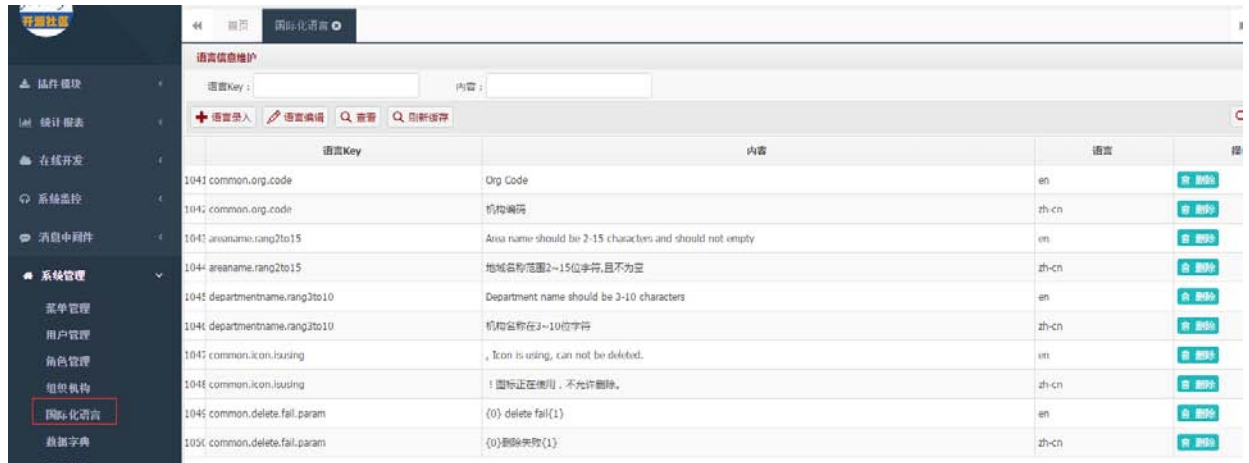 开源社区
首页 国际化语言
语言信息维护
语言Key： 内容：
语言录入 语言编辑 查看 刷新缓存
语言Key 内容 语言
1041 common.org.code Org Code en 删除
1042 common.org.code 机构编码 zh-cn 删除
1043 areaname.rang2to15 Area name should be 2-15 characters and should not empty en 删除
1044 areaname.rang2to15 地域名称范围2~15位字符,且不为空 zh-cn 删除
1045 departmentname.rang3to10 Department name should be 3-10 characters en 删除
1046 departmentname.rang3to10 机构名称在3~10位字符 zh-cn 删除
1047 common.icon.isusing , Icon is using, can not be deleted. en 删除
1048 common.icon.isusing ！图标正在使用，不允许删除。 zh-cn 删除
1049 common.delete.fail.param {0} delete fail{1} en 删除
1050 common.delete.fail.param {0}删除失败{1} zh-cn 删除
插件模块
统计报表
在线开发
系统监控
消息中间件
系统管理
菜单管理
用户管理
角色管理
组织机构
国际化语言
数据字典